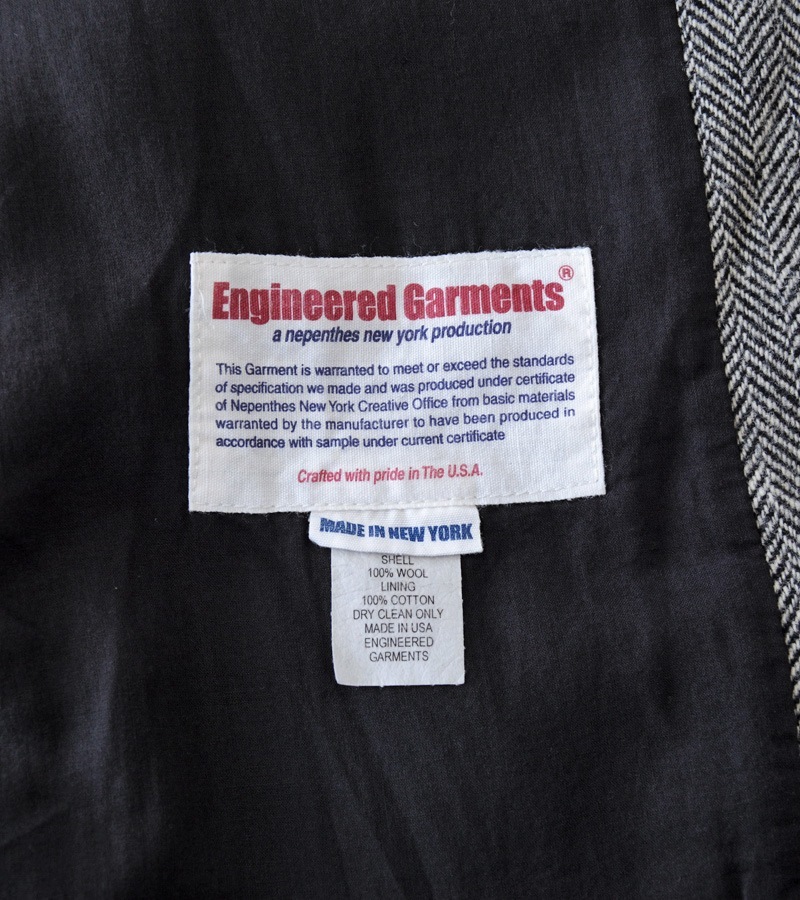 Engineered Garments®
a nepenthes new york production
This Garment is warranted to meet or exceed the standards
of specification we made and was produced under certificate
of Nepenthes New York Creative Office from basic materials
warranted by the manufacturer to have been produced in
accordance with sample under current certificate
Crafted with pride in The U.S.A.
MADE IN NEW YORK
SHELL
100% WOOL
LINING
100% COTTON
DRY CLEAN ONLY
MADE IN USA
ENGINEERED
GARMENTS